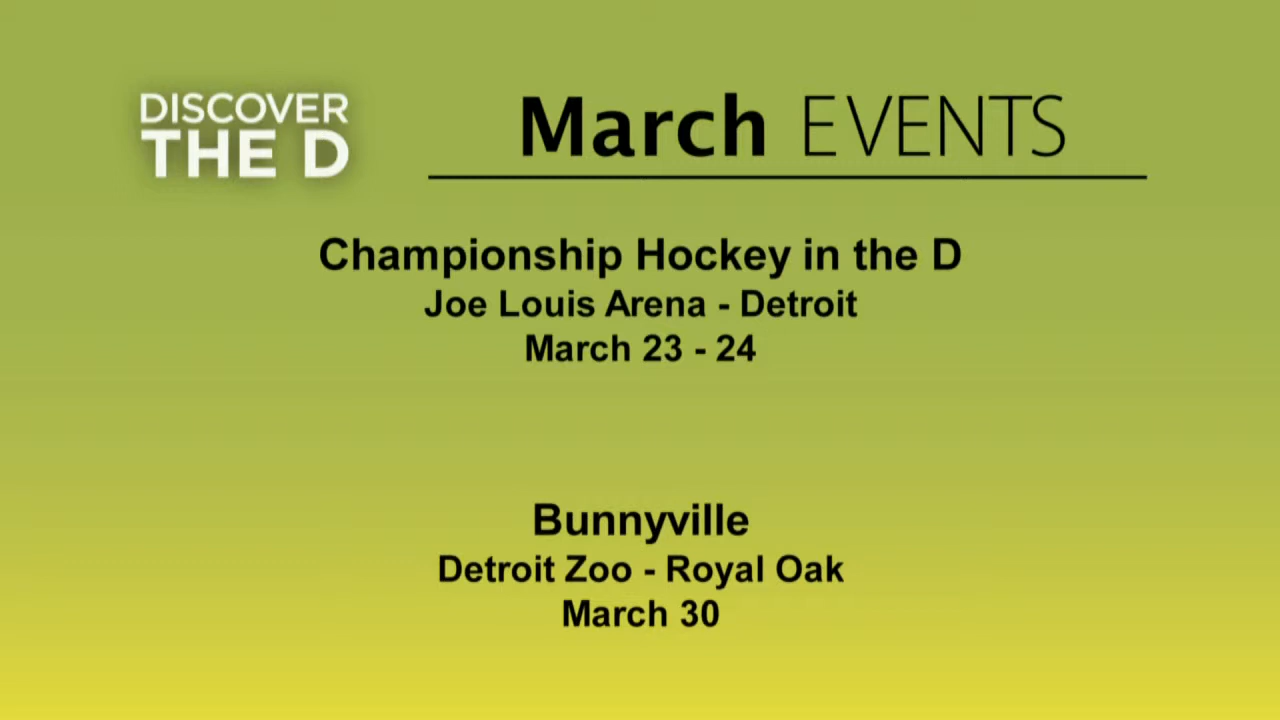 DISCOVER
THE D
March EVENTS
Championship Hockey in the D
Joe Louis Arena - Detroit
March 23 - 24
Bunnyville
Detroit Zoo - Royal Oak
March 30